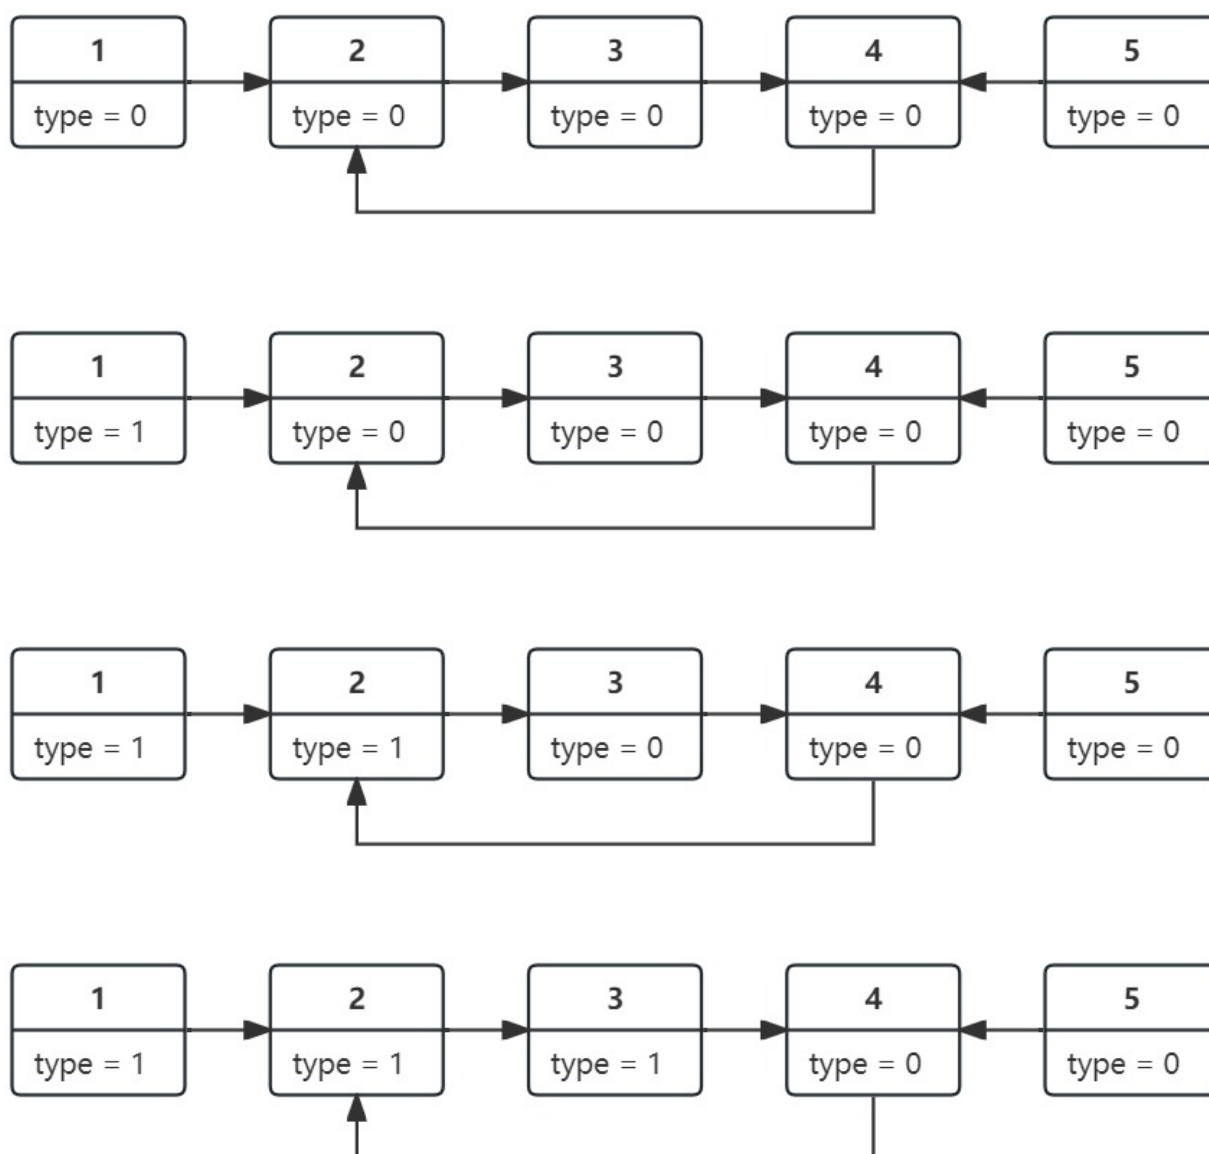 1 2 3 4 5
type = 0 type = 0 type = 0 type = 0 type = 0
1 2 3 4 5
type = 1 type = 0 type = 0 type = 0 type = 0
1 2 3 4 5
type = 1 type = 1 type = 0 type = 0 type = 0
1 2 3 4 5
type = 1 type = 1 type = 1 type = 0 type = 0